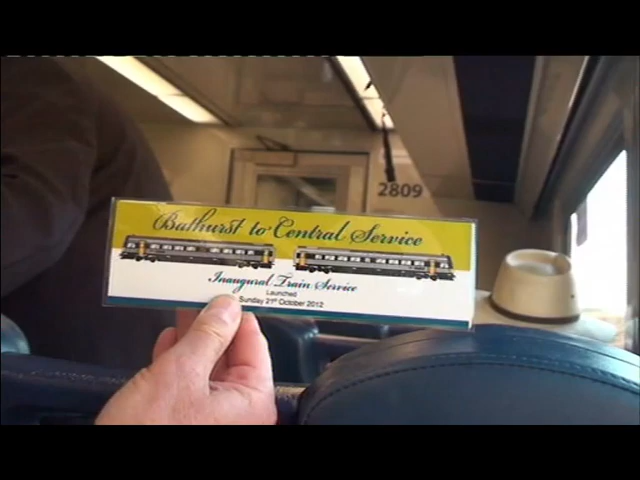 2809
Bathurst to Central Service
Inaugural Train Service
Launched
Sunday 21st October 2012